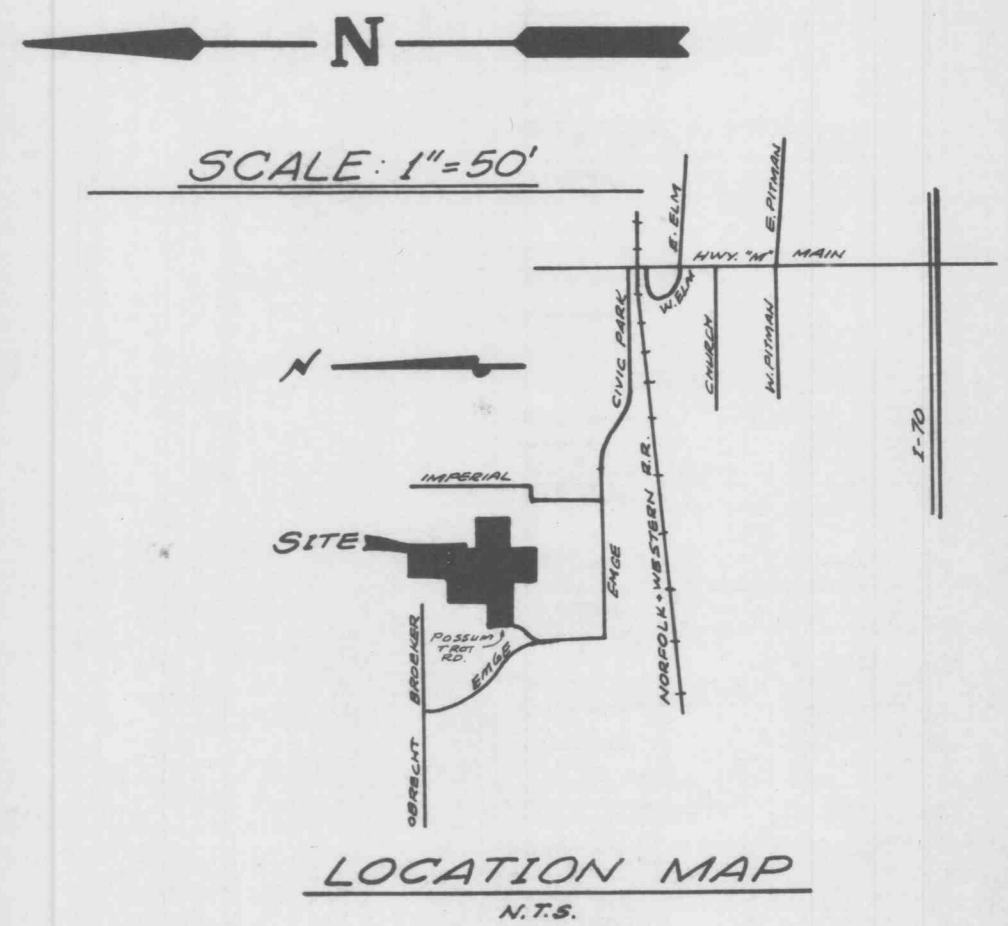 N
SCALE: 1"=50'
E. ELM
E. PITMAN
HWY. "M" MAIN
W. ELM
CIVIC PARK
CHURCH
W. PITMAN
N
I-70
IMPERIAL
NORFOLK & WESTERN R.R.
SITE
EMGE
BROEKER
POSSUM
TROT
RD.
EMGE
OBRECHT
LOCATION MAP
N.T.S.